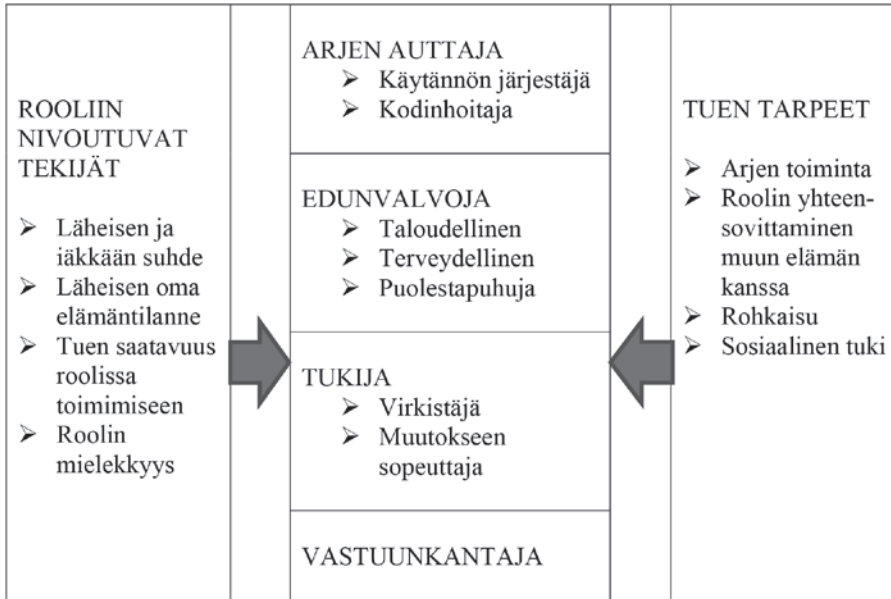 ROOLIIN
NIVOUTUVAT
TEKIJÄT
➢ Läheisen ja
iäkkään suhde
➢ Läheisen oma
elämäntilanne
➢ Tuen saatavuus
roolissa
toimimiseen
➢ Roolin
mielekkyys
ARJEN AUTTAJA
➢ Käytännön järjestäjä
➢ Kodinhoitaja
EDUNVALVOJA
➢ Taloudellinen
➢ Terveydellinen
➢ Puolestapuhuja
TUKIJA
➢ Virkistäjä
➢ Muutokseen
sopeuttaja
VASTUUNKANTAJA
TUEN TARPEET
➢ Arjen toiminta
➢ Roolin yhteen-
sovittaminen
muun elämän
kanssa
➢ Rohkaisu
➢ Sosiaalinen tuki